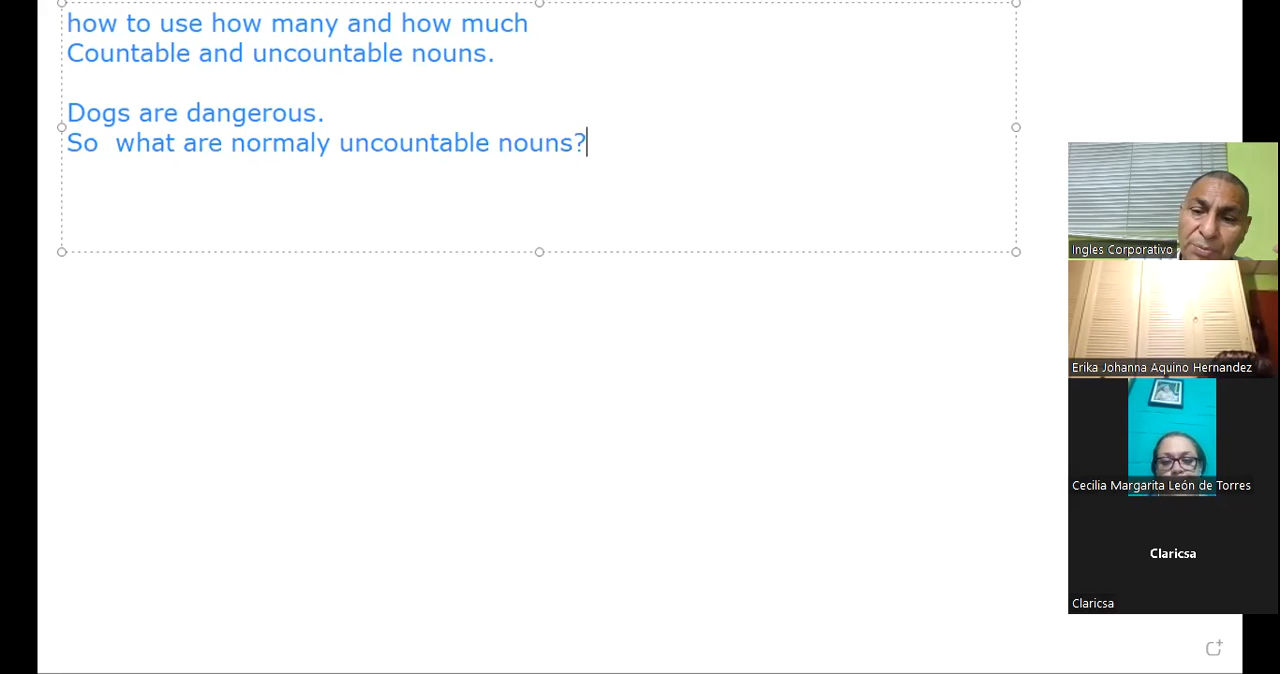 how to use how many and how much
Countable and uncountable nouns.
Dogs are dangerous.
So  what are normaly uncountable nouns?
Ingles Corporativo
Erika Johanna Aquino Hernandez
Cecilia Margarita León de Torres
Claricsa
Claricsa